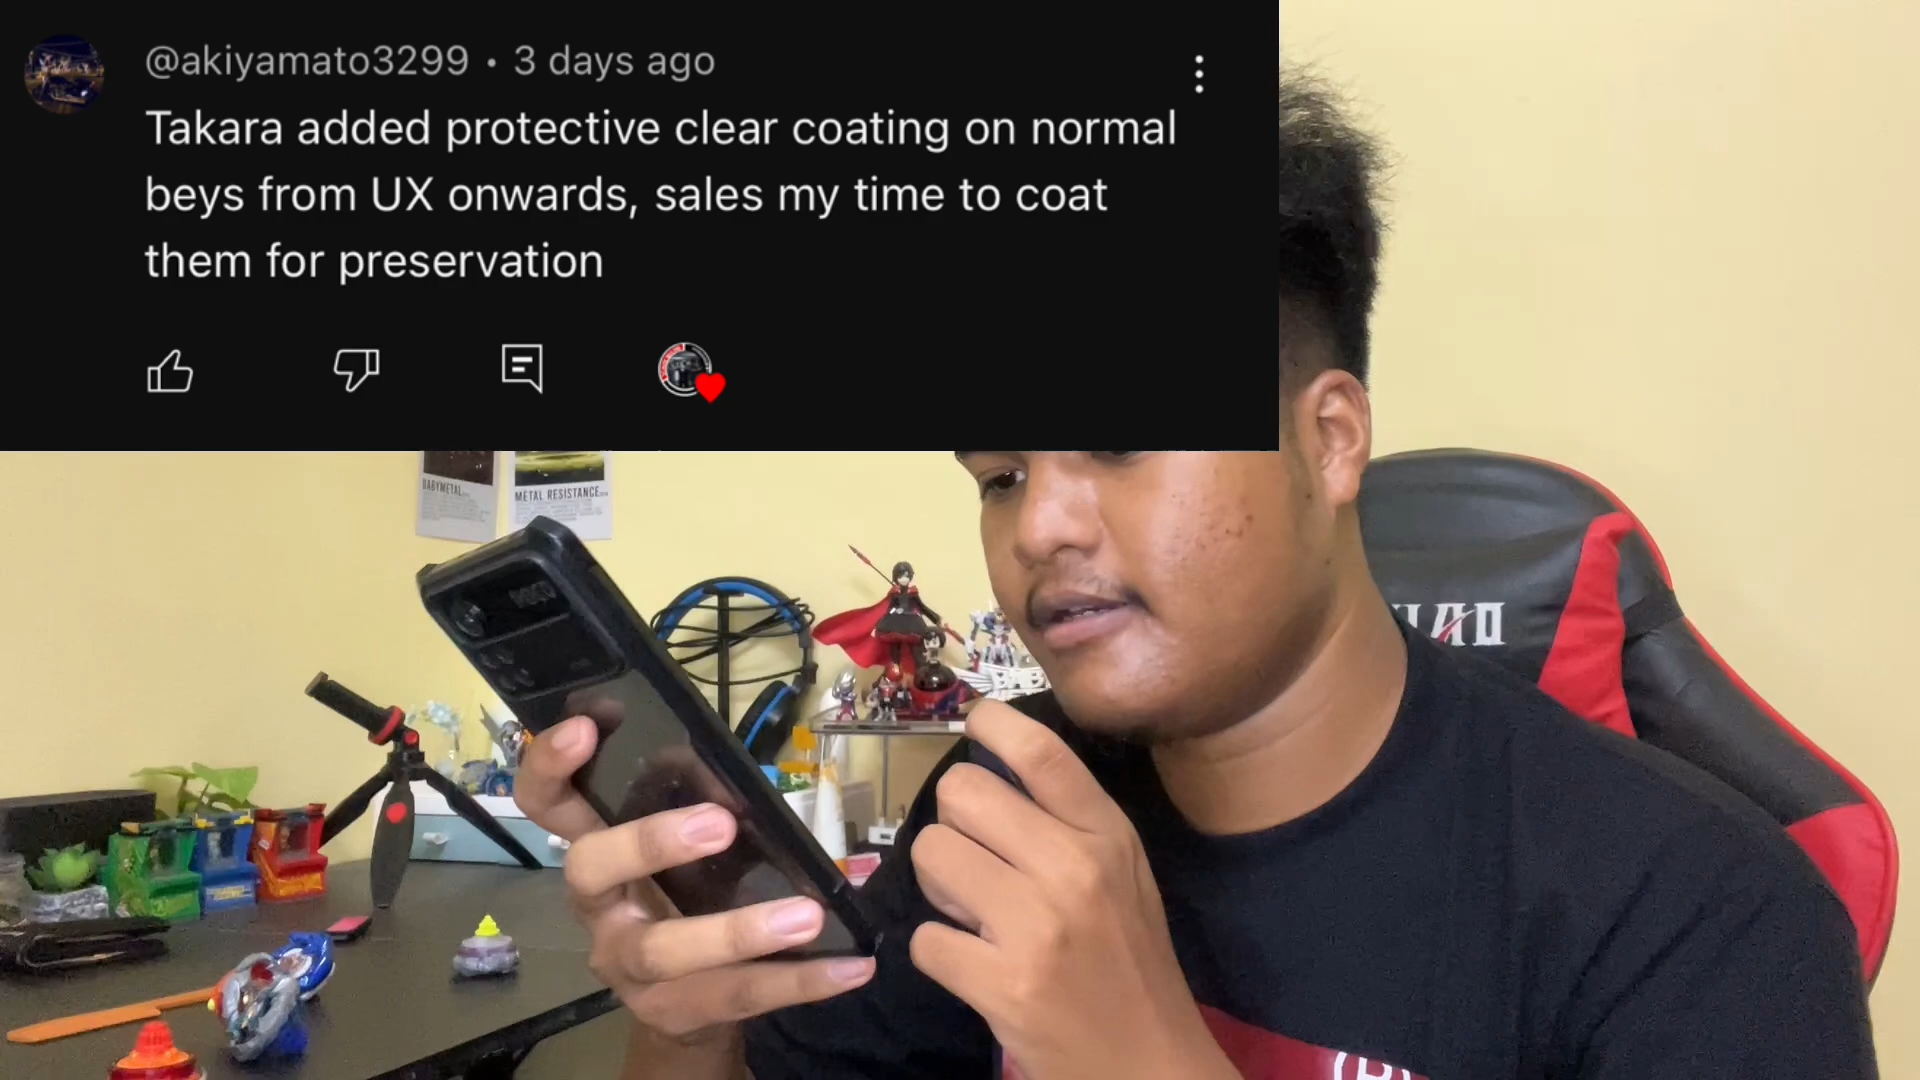 @akiyamato3299 • 3 days ago
Takara added protective clear coating on normal
beys from UX onwards, sales my time to coat
them for preservation
BABYMETAL
METAL RESISTANCE